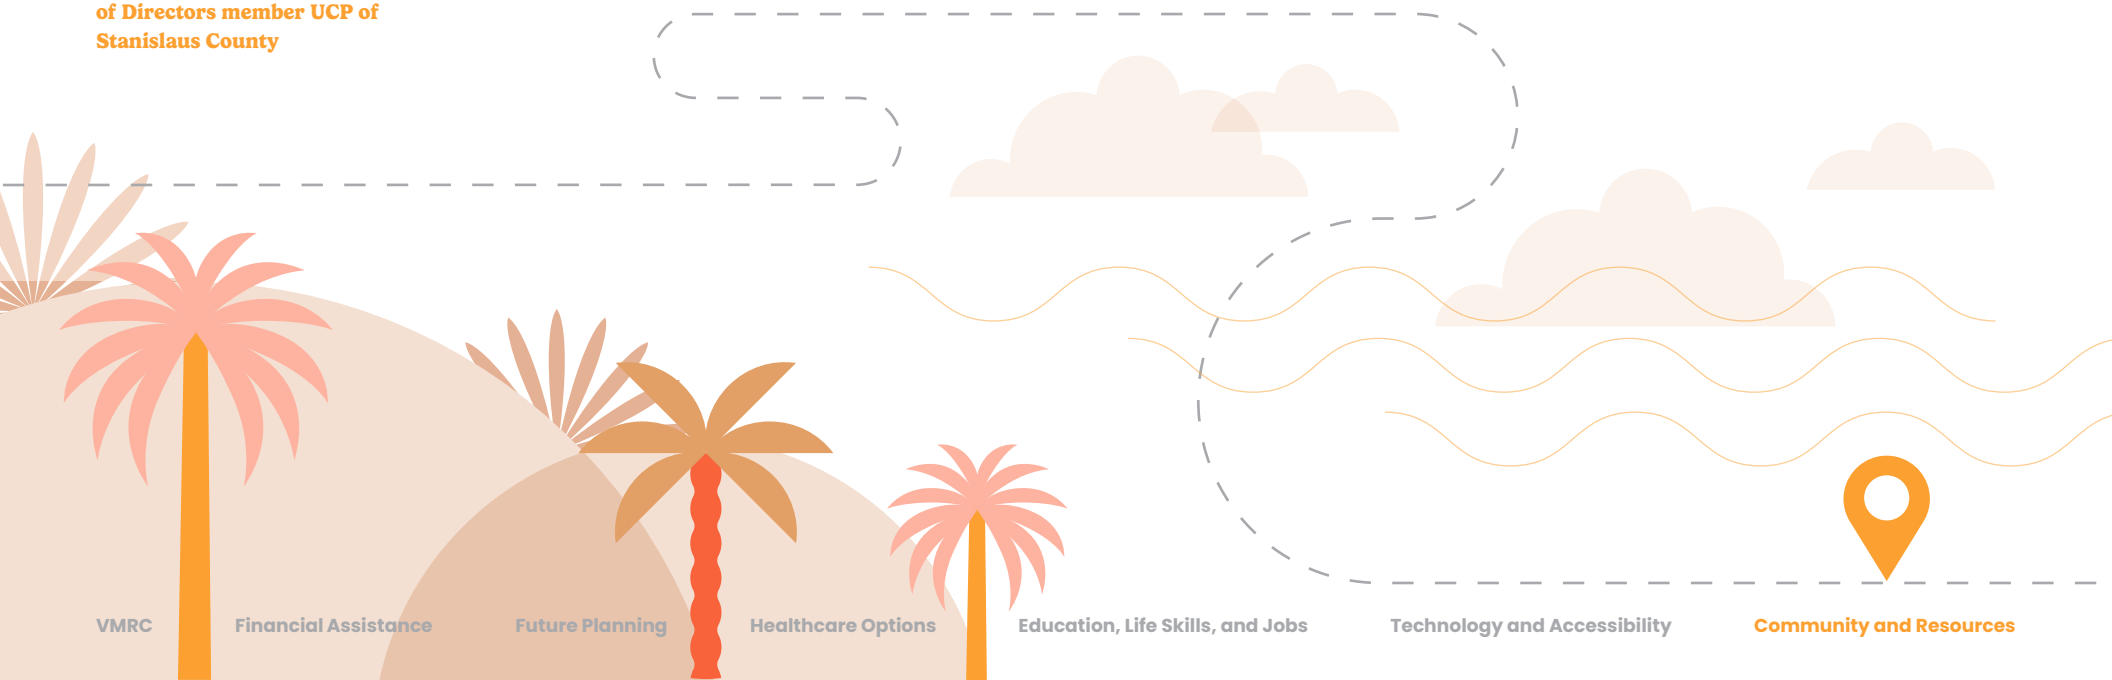 of Directors member UCP of
Stanislaus County
VMRC Financial Assistance Future Planning Healthcare Options Education, Life Skills, and Jobs Technology and Accessibility Community and Resources